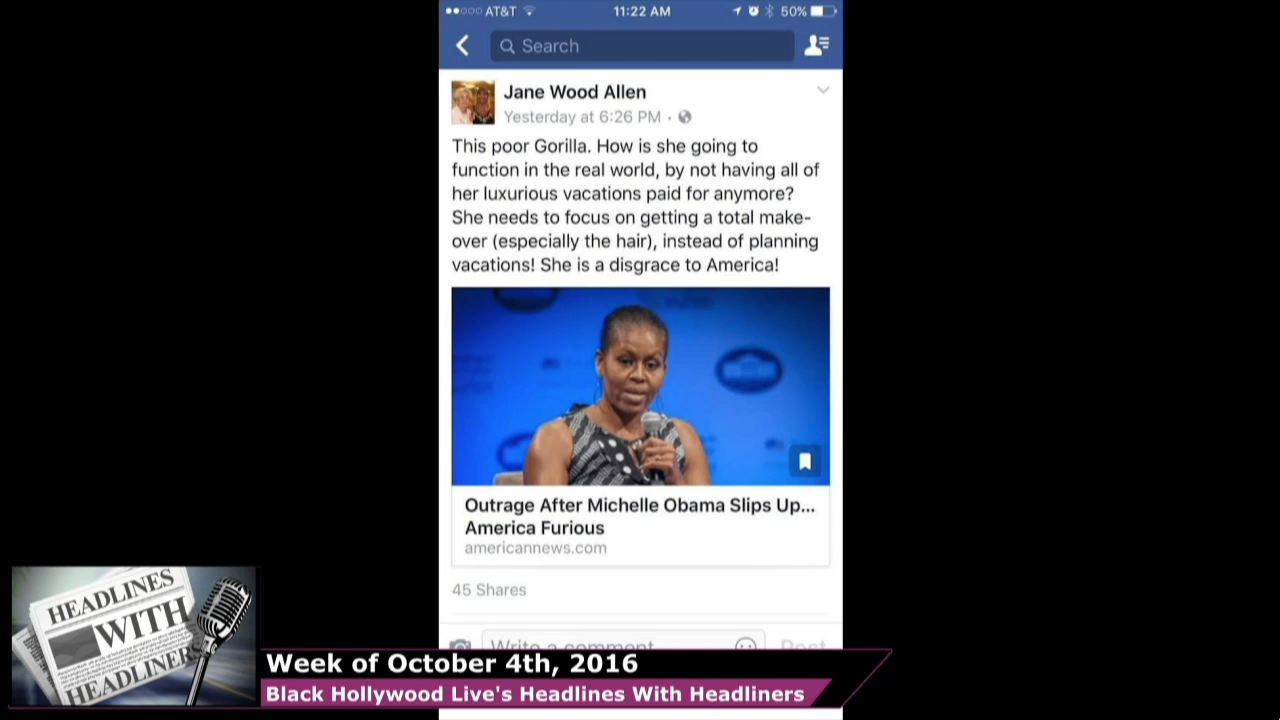 AT&T
11:22 AM
50%
Search
Jane Wood Allen
Yesterday at 6:26 PM
This poor Gorilla. How is she going to
function in the real world, by not having all of
her luxurious vacations paid for anymore?
She needs to focus on getting a total make-
over (especially the hair), instead of planning
vacations! She is a disgrace to America!
Outrage After Michelle Obama Slips Up...
America Furious
americannews.com
45 Shares
Write a comment
Post
HEADLINES
WITH
HEADLINERS
Week of October 4th, 2016
Black Hollywood Live's Headlines With Headliners